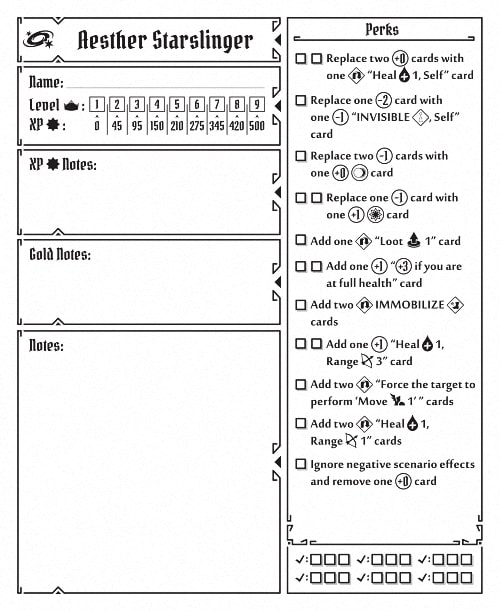 Aesther Starslinger
Name:
Level : 1 2 3 4 5 6 7 8 9
XP : 0 45 95 150 210 275 345 420 500
XP Notes:
Gold Notes:
Notes:
Perks
Replace two +0 cards with
one "Heal 1, Self" card
Replace one -2 card with
one -1 "INVISIBLE , Self"
card
Replace two -1 cards with
one +0 card
Replace one -1 card with
one +1 card
Add one "Loot 1" card
Add one +1 "+3 if you are
at full health" card
Add two IMMOBILIZE
cards
Add one +1 "Heal 1,
Range 3" card
Add two "Force the target to
perform 'Move 1' " cards
Add two "Heal 1,
Range 1" cards
Ignore negative scenario effects
and remove one +0 card
✓: ✓: ✓:
✓: ✓: ✓: